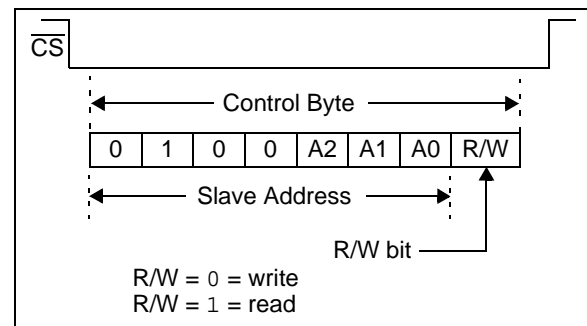 CS
Control Byte
0 1 0 0 A2 A1 A0 R/W
Slave Address
R/W bit
R/W = 0 = write
R/W = 1 = read